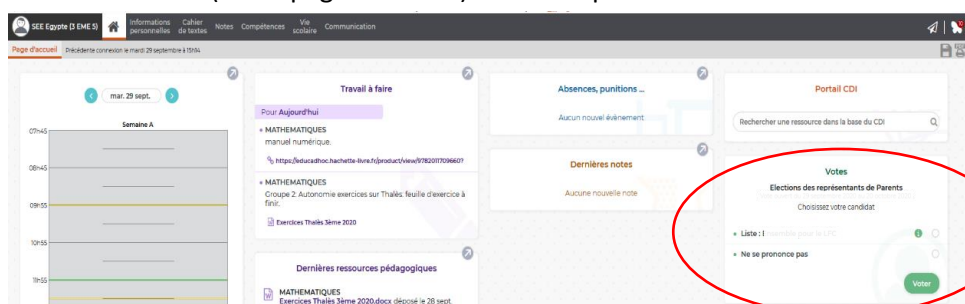 SEE Egypte (3 EME 5)
Informations personnelles
Cahier de textes
Notes
Compétences
Vie scolaire
Communication
Page d'accueil
Précédente connexion le mardi 29 septembre à 15h14
mar. 29 sept.
Semaine A
07h45
08h45
09h55
10h55
11h55
Travail à faire
Pour Aujourd'hui
MATHEMATIQUES
manuel numérique.
https://educadhoc.hachette-livre.fr/product/view/9782011709660?
MATHEMATIQUES
Groupe 2: Autonomie exercices sur Thalès: feuille d'exercice à
finir.
Exercices Thalès 3ème 2020
Dernières ressources pédagogiques
MATHEMATIQUES
Exercices Thalès 3ème 2020.docx déposé le 28 sept.
Absences, punitions ...
Aucun nouvel évènement
Dernières notes
Aucune nouvelle note
Portail CDI
Rechercher une ressource dans la base du CDI
Votes
Elections des représentants de Parents
Choisissez votre candidat
Liste :
Ne se prononce pas
Voter